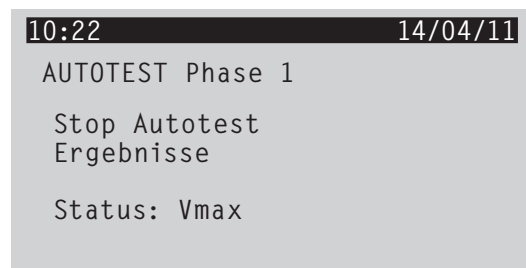 10:22 14/04/11
AUTOTEST Phase 1
Stop Autotest
Ergebnisse
Status: Vmax